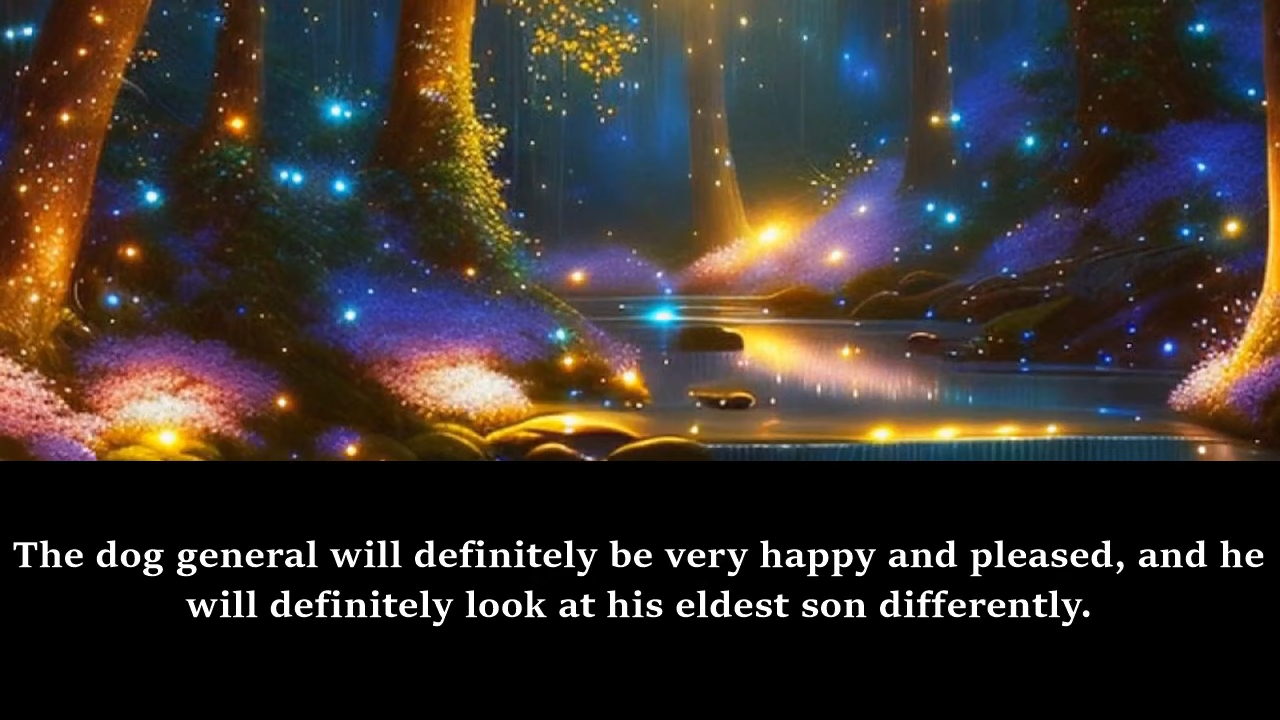 The dog general will definitely be very happy and pleased, and he
will definitely look at his eldest son differently.